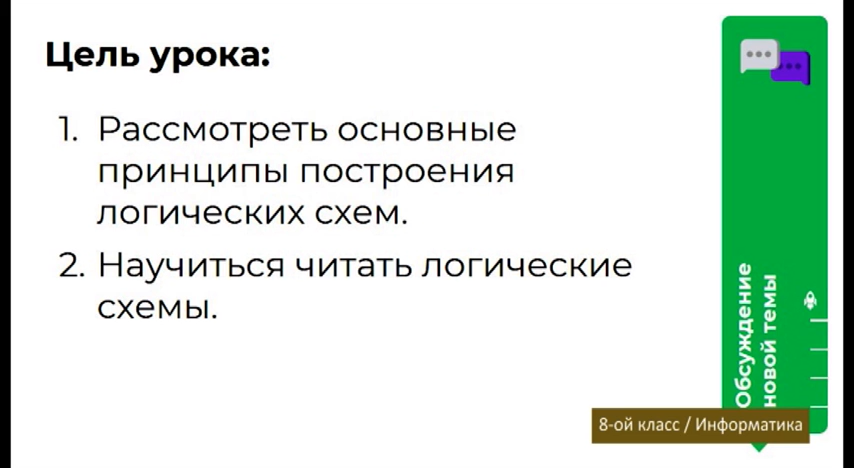 Цель урока:
1. Рассмотреть основные
принципы построения
логических схем.
2. Научиться читать логические
схемы.
Обсуждение
новой темы
8-ой класс / Информатика